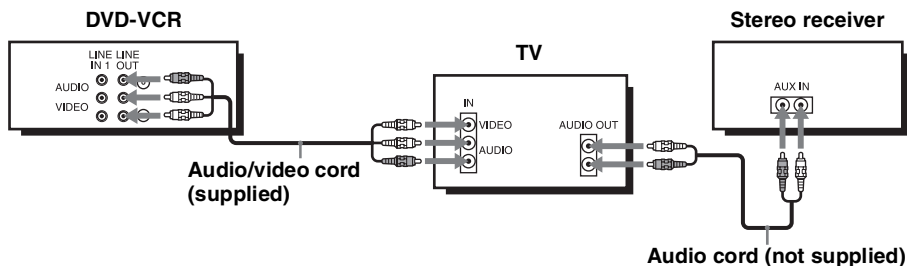 DVD-VCR
LINE IN 1
LINE OUT
AUDIO
VIDEO
Audio/video cord
(supplied)
TV
IN
VIDEO
AUDIO
AUDIO OUT
Stereo receiver
AUX IN
Audio cord (not supplied)